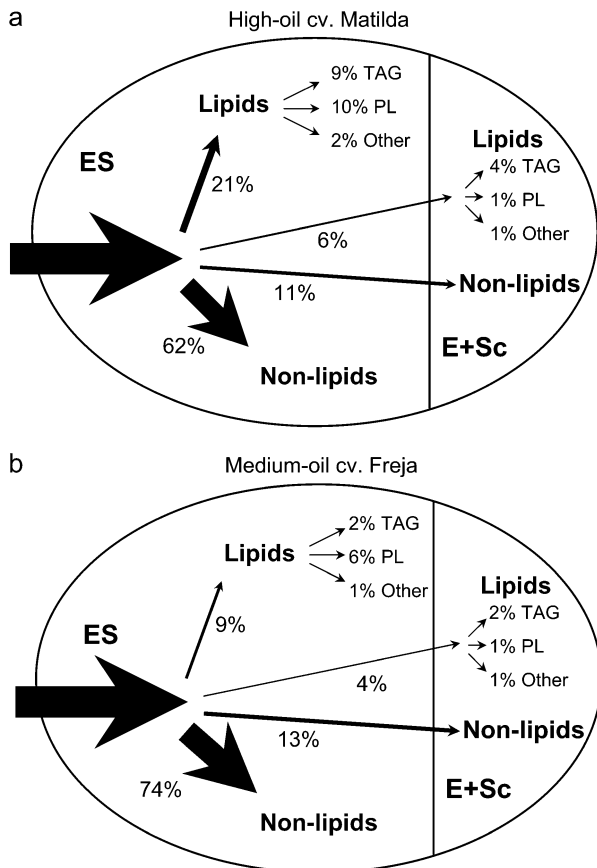 a
High-oil cv. Matilda
9% TAG
Lipids
10% PL
2% Other
Lipids
ES
4% TAG
21%
1% PL
6%
1% Other
11%
Non-lipids
62%
E+Sc
Non-lipids
b
Medium-oil cv. Freja
2% TAG
Lipids
6% PL
1% Other
Lipids
ES
2% TAG
9%
1% PL
4%
1% Other
13%
Non-lipids
74%
E+Sc
Non-lipids